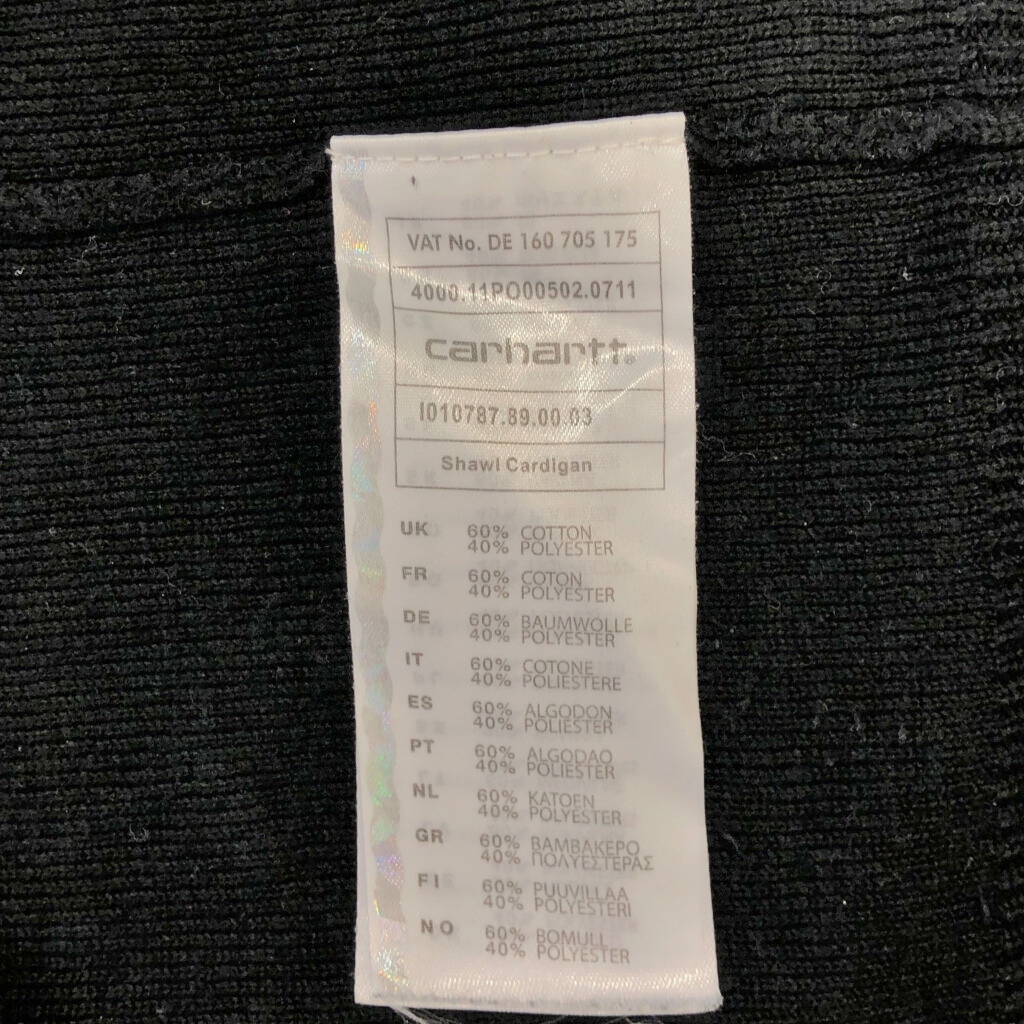 VAT No. DE 160 705 175
4000.11PO00502.0711
carhartt.
I010787.89.00.03
Shawl Cardigan
UK 60% COTTON
40% POLYESTER
FR 60% COTON
40% POLYESTER
DE 60% BAUMWOLLE
40% POLYESTER
IT 60% COTONE
40% POLIESTERE
ES 60% ALGODON
40% POLIESTER
PT 60% ALGODAO
40% POLIESTER
NL 60% KATOEN
40% POLYESTER
GR 60% ΒΑΜΒΑΚΕΡΟ
40% ΠΟΛΥΕΣΤΕΡΑΣ
FI 60% PUUVILLAA
40% POLYESTERI
NO 60% BOMULL
40% POLYESTER